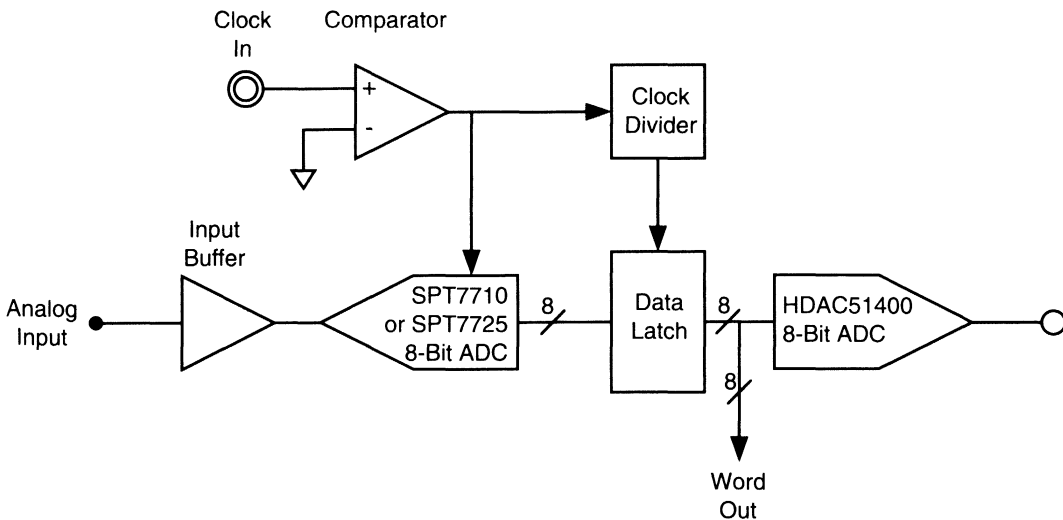 Clock
In
Comparator
+
-
Clock
Divider
Input
Buffer
Analog
Input
SPT7710
or SPT7725
8-Bit ADC
8
Data
Latch
8
HDAC51400
8-Bit ADC
8
Word
Out